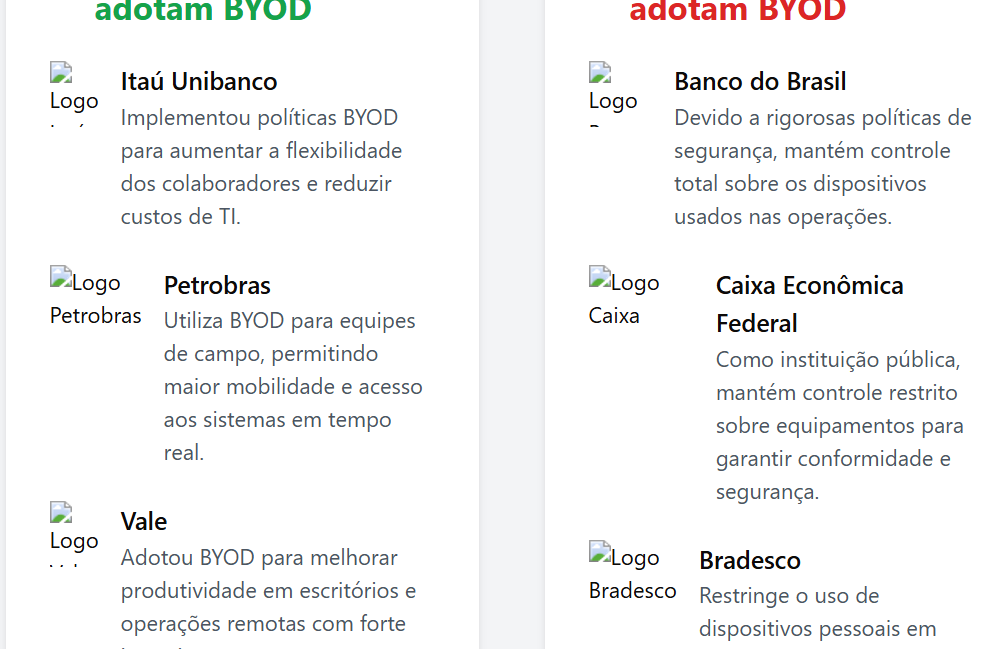 adotam BYOD
Logo
Itaú Unibanco
Implementou políticas BYOD
para aumentar a flexibilidade
dos colaboradores e reduzir
custos de TI.
Logo
Petrobras
Petrobras
Utiliza BYOD para equipes
de campo, permitindo
maior mobilidade e acesso
aos sistemas em tempo
real.
Logo
Vale
Adotou BYOD para melhorar
produtividade em escritórios e
operações remotas com forte
adotam BYOD
Logo
Banco do Brasil
Devido a rigorosas políticas de
segurança, mantém controle
total sobre os dispositivos
usados nas operações.
Logo
Caixa
Caixa Econômica
Federal
Como instituição pública,
mantém controle restrito
sobre equipamentos para
garantir conformidade e
segurança.
Logo
Bradesco
Bradesco
Restringe o uso de
dispositivos pessoais em